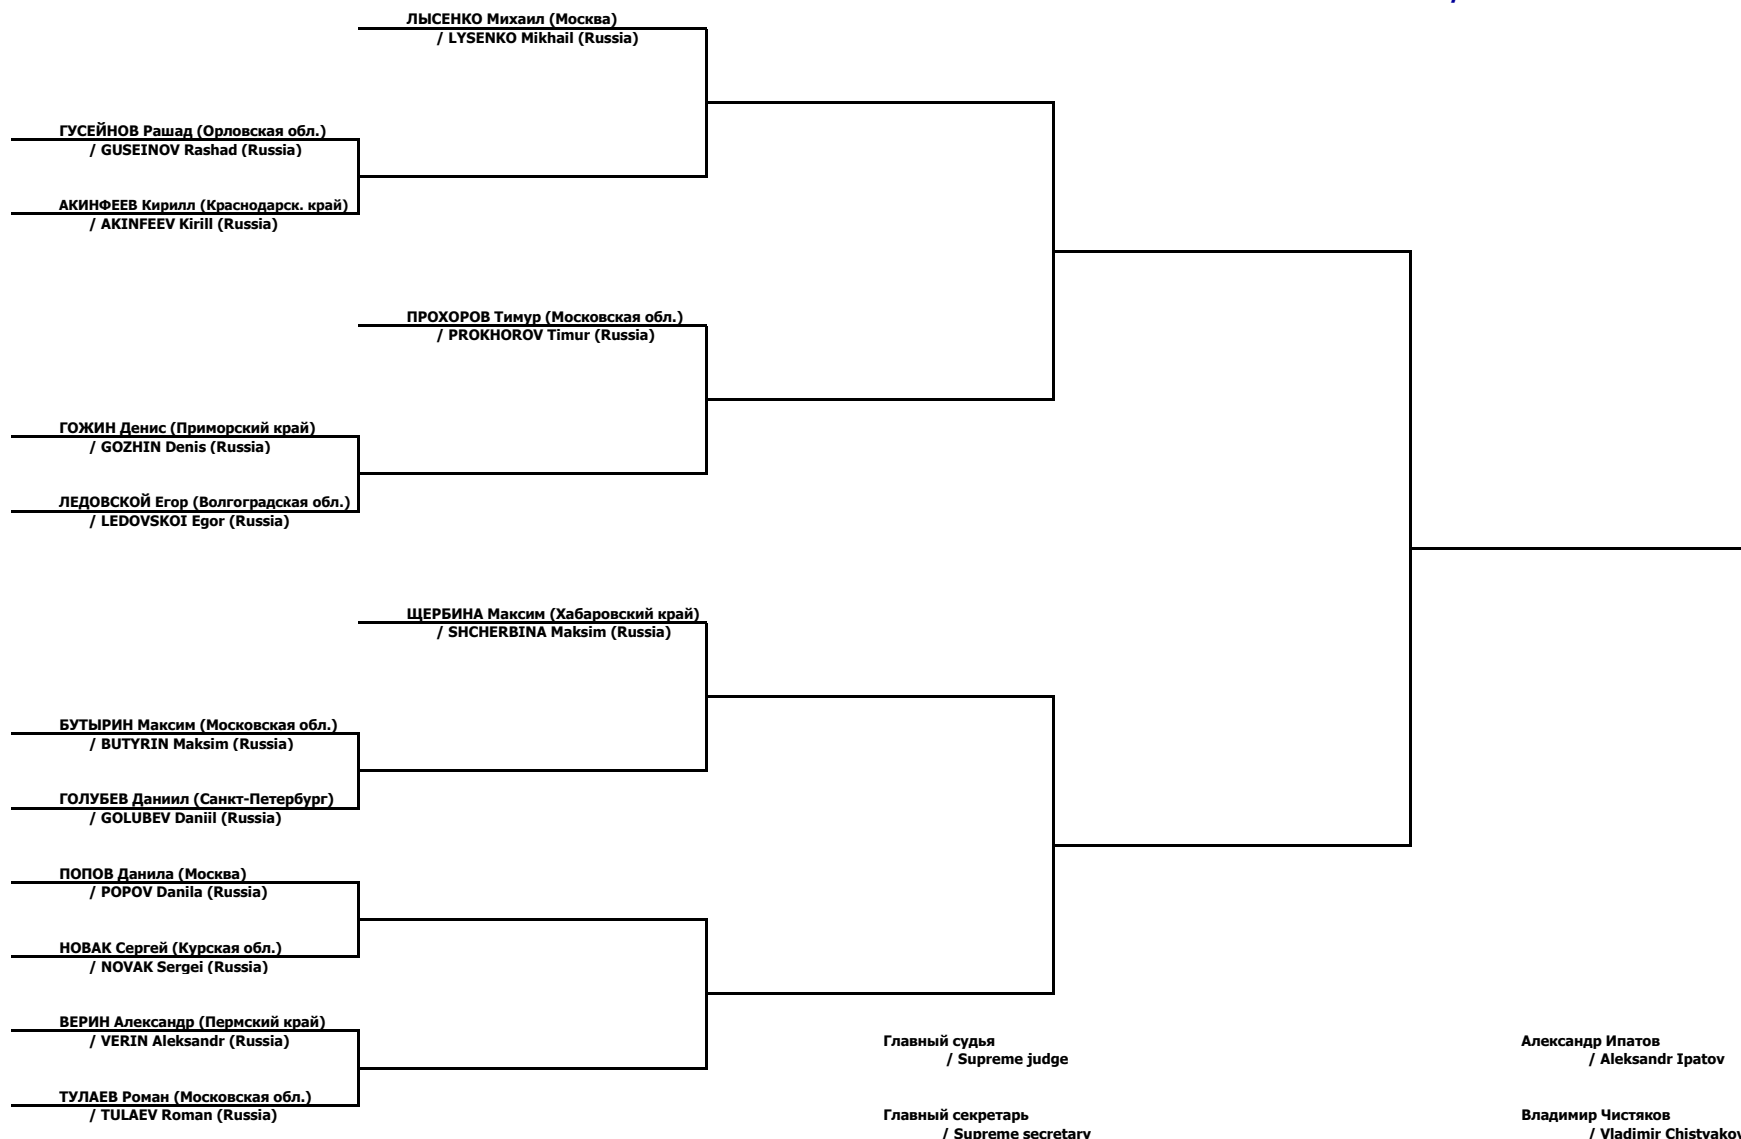 ЛЫСЕНКО Михаил (Москва)
/ LYSENKO Mikhail (Russia)
ГУСЕЙНОВ Рашад (Орловская обл.)
/ GUSEINOV Rashad (Russia)
АКИНФЕЕВ Кирилл (Краснодарск. край)
/ AKINFEEV Kirill (Russia)
ПРОХОРОВ Тимур (Московская обл.)
/ PROKHOROV Timur (Russia)
ГОЖИН Денис (Приморский край)
/ GOZHIN Denis (Russia)
ЛЕДОВСКОЙ Егор (Волгоградская обл.)
/ LEDOVSKOI Egor (Russia)
ЩЕРБИНА Максим (Хабаровский край)
/ SHCHERBINA Maksim (Russia)
БУТЫРИН Максим (Московская обл.)
/ BUTYRIN Maksim (Russia)
ГОЛУБЕВ Даниил (Санкт-Петербург)
/ GOLUBEV Daniil (Russia)
ПОПОВ Данила (Москва)
/ POPOV Danila (Russia)
НОВАК Сергей (Курская обл.)
/ NOVAK Sergei (Russia)
ВЕРИН Александр (Пермский край)
/ VERIN Aleksandr (Russia)
ТУЛАЕВ Роман (Московская обл.)
/ TULAEV Roman (Russia)
Главный судья
/ Supreme judge
Александр Ипатов
/ Aleksandr Ipatov
Главный секретарь
/ Supreme secretary
Владимир Чистяков
/ Vladimir Chistyakov